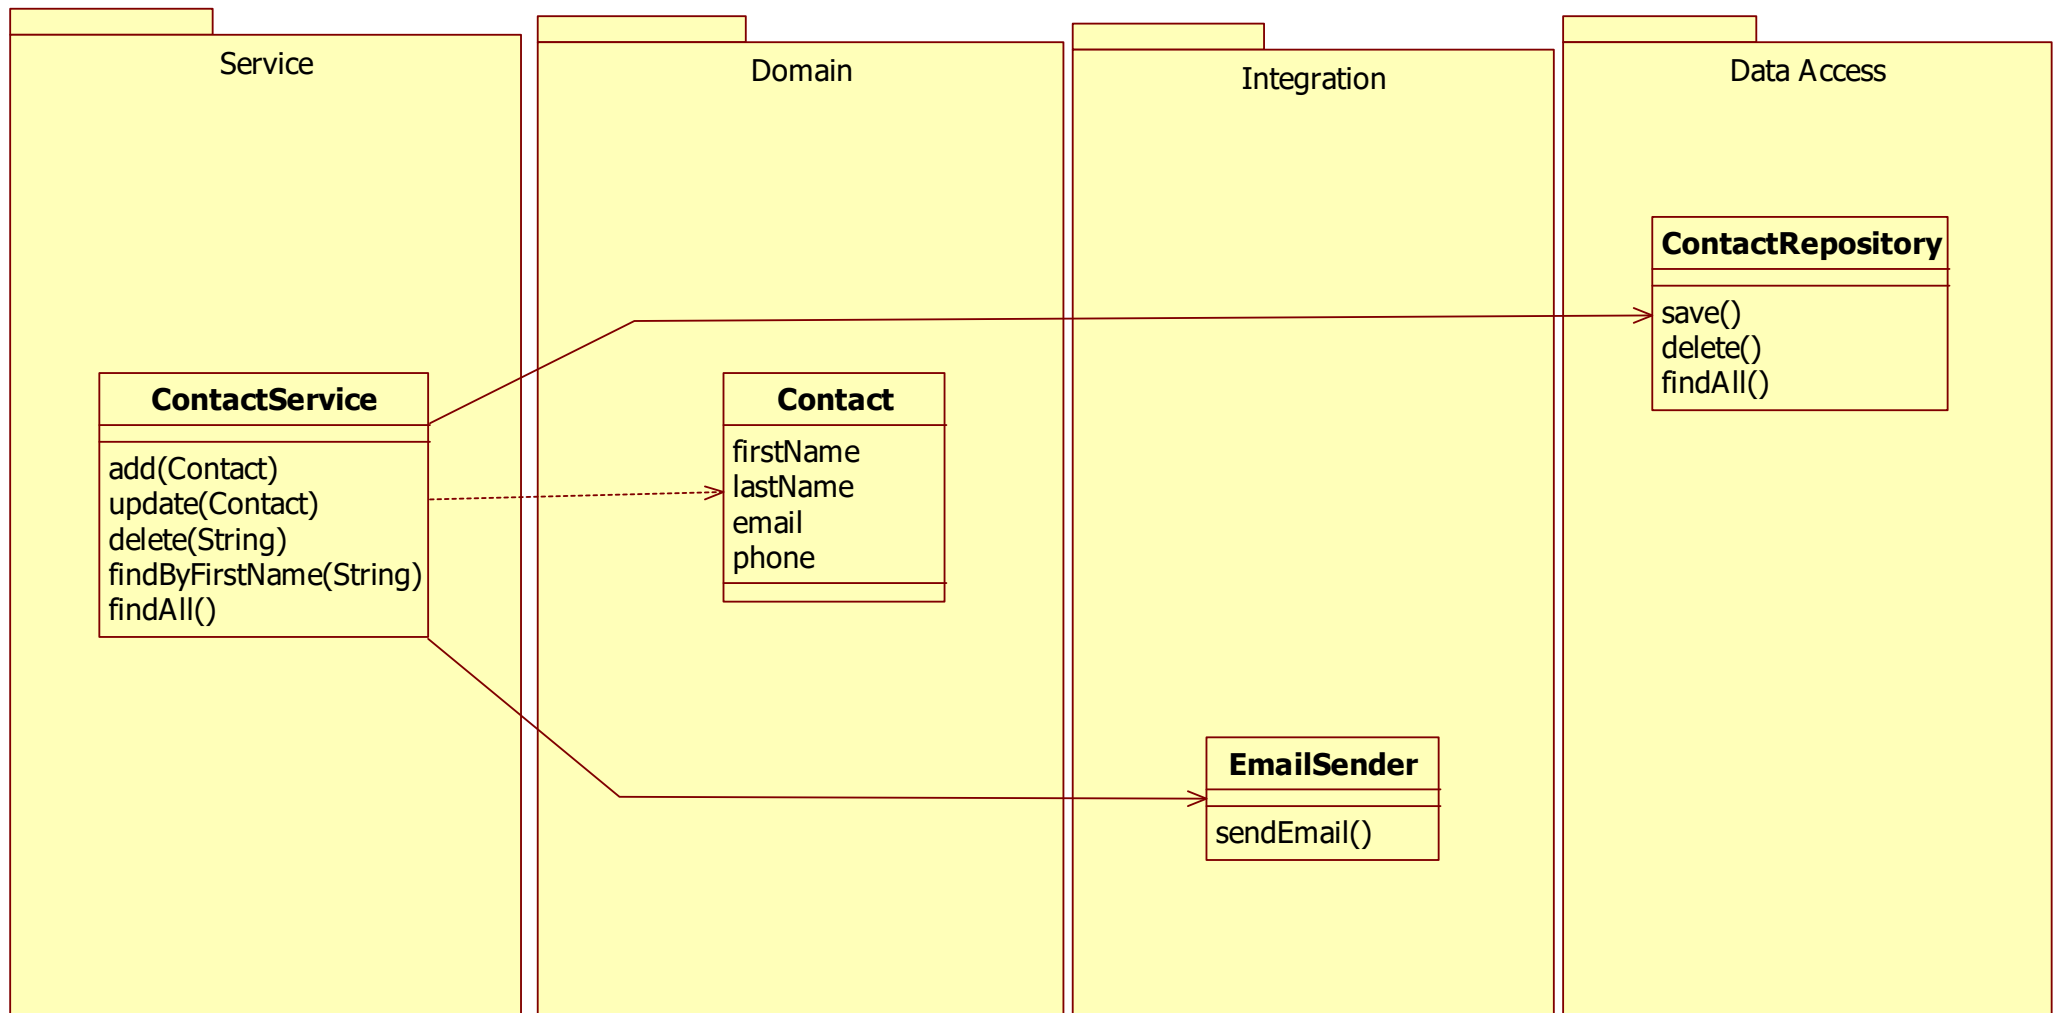 Service
Domain
Integration
Data Access
ContactService
add(Contact)
update(Contact)
delete(String)
findByFirstName(String)
findAll()
Contact
firstName
lastName
email
phone
EmailSender
sendEmail()
ContactRepository
save()
delete()
findAll()